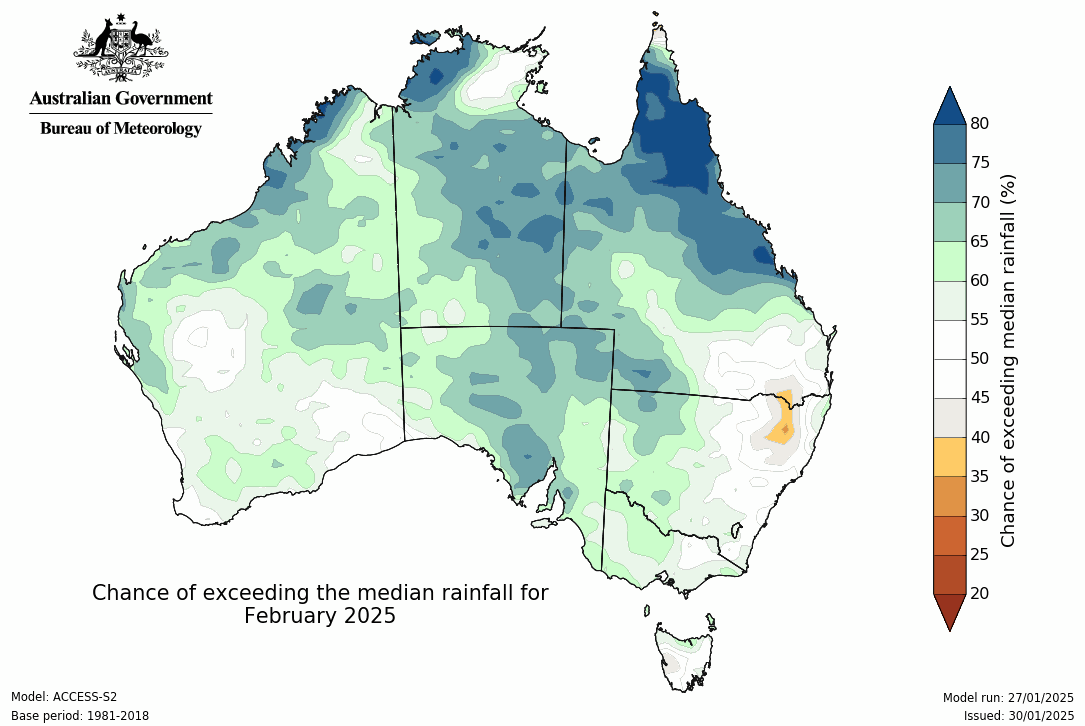 Australian Government
Bureau of Meteorology
80
75
70
65
60
55
50
45
40
35
30
25
20
Chance of exceeding median rainfall (%)
Chance of exceeding the median rainfall for
February 2025
Model: ACCESS-S2
Base period: 1981-2018
Model run: 27/01/2025
Issued: 30/01/2025